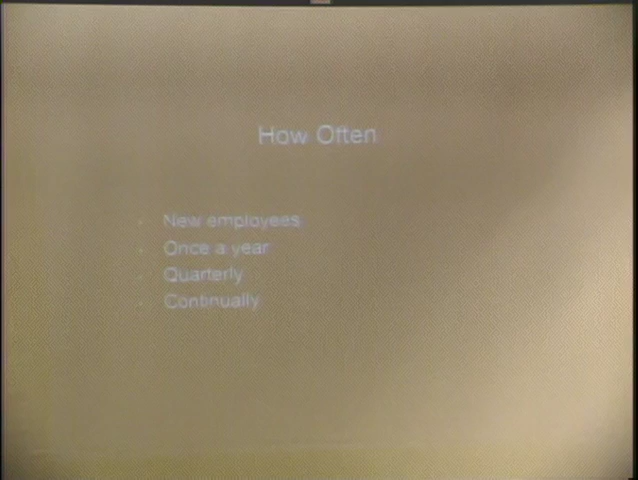 How Often
New employees
Once a year
Quarterly
Continually